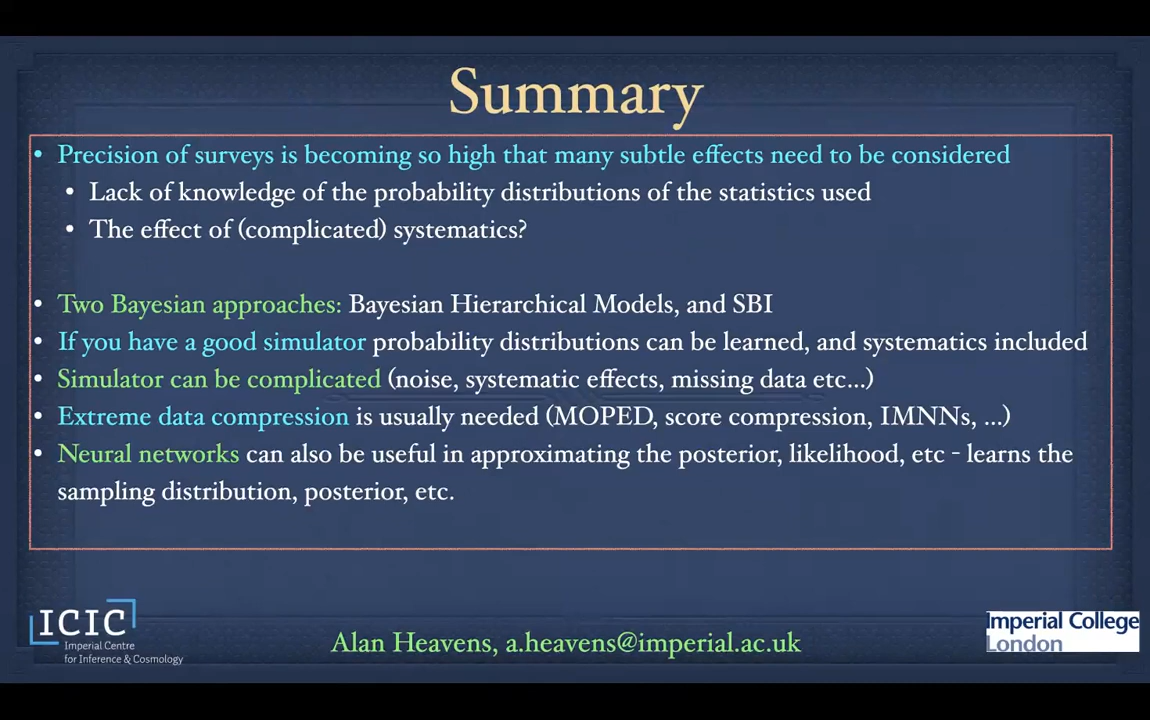 Summary
• Precision of surveys is becoming so high that many subtle effects need to be considered
• Lack of knowledge of the probability distributions of the statistics used
• The effect of (complicated) systematics?
• Two Bayesian approaches: Bayesian Hierarchical Models, and SBI
• If you have a good simulator probability distributions can be learned, and systematics included
• Simulator can be complicated (noise, systematic effects, missing data etc...)
• Extreme data compression is usually needed (MOPED, score compression, IMNNs, ...)
• Neural networks can also be useful in approximating the posterior, likelihood, etc - learns the
sampling distribution, posterior, etc.
ICIC
Imperial Centre
for Inference & Cosmology
Alan Heavens, a.heavens@imperial.ac.uk
Imperial College
London